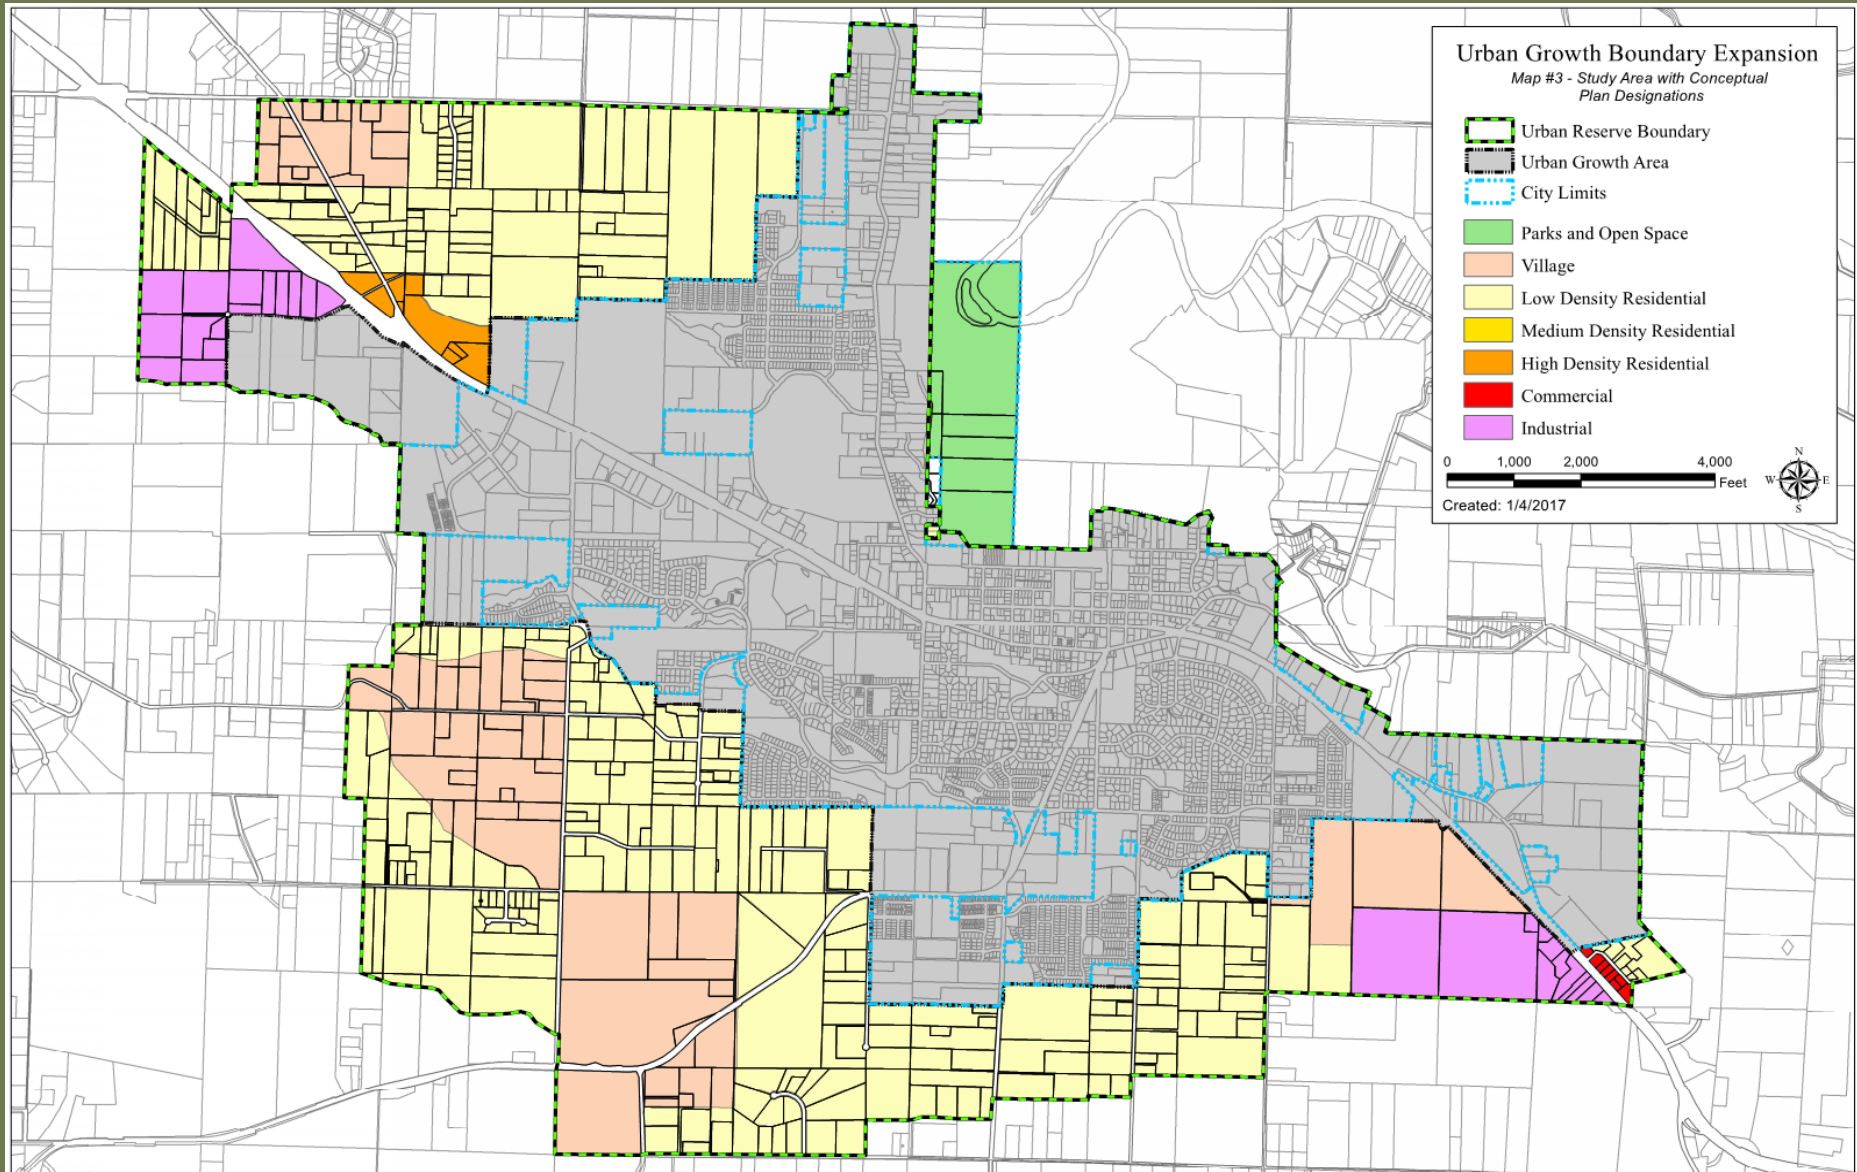 Urban Growth Boundary Expansion
Map #3 - Study Area with Conceptual
Plan Designations
Urban Reserve Boundary
Urban Growth Area
City Limits
Parks and Open Space
Village
Low Density Residential
Medium Density Residential
High Density Residential
Commercial
Industrial
0 1,000 2,000 4,000
Feet
N
W E
S
Created: 1/4/2017